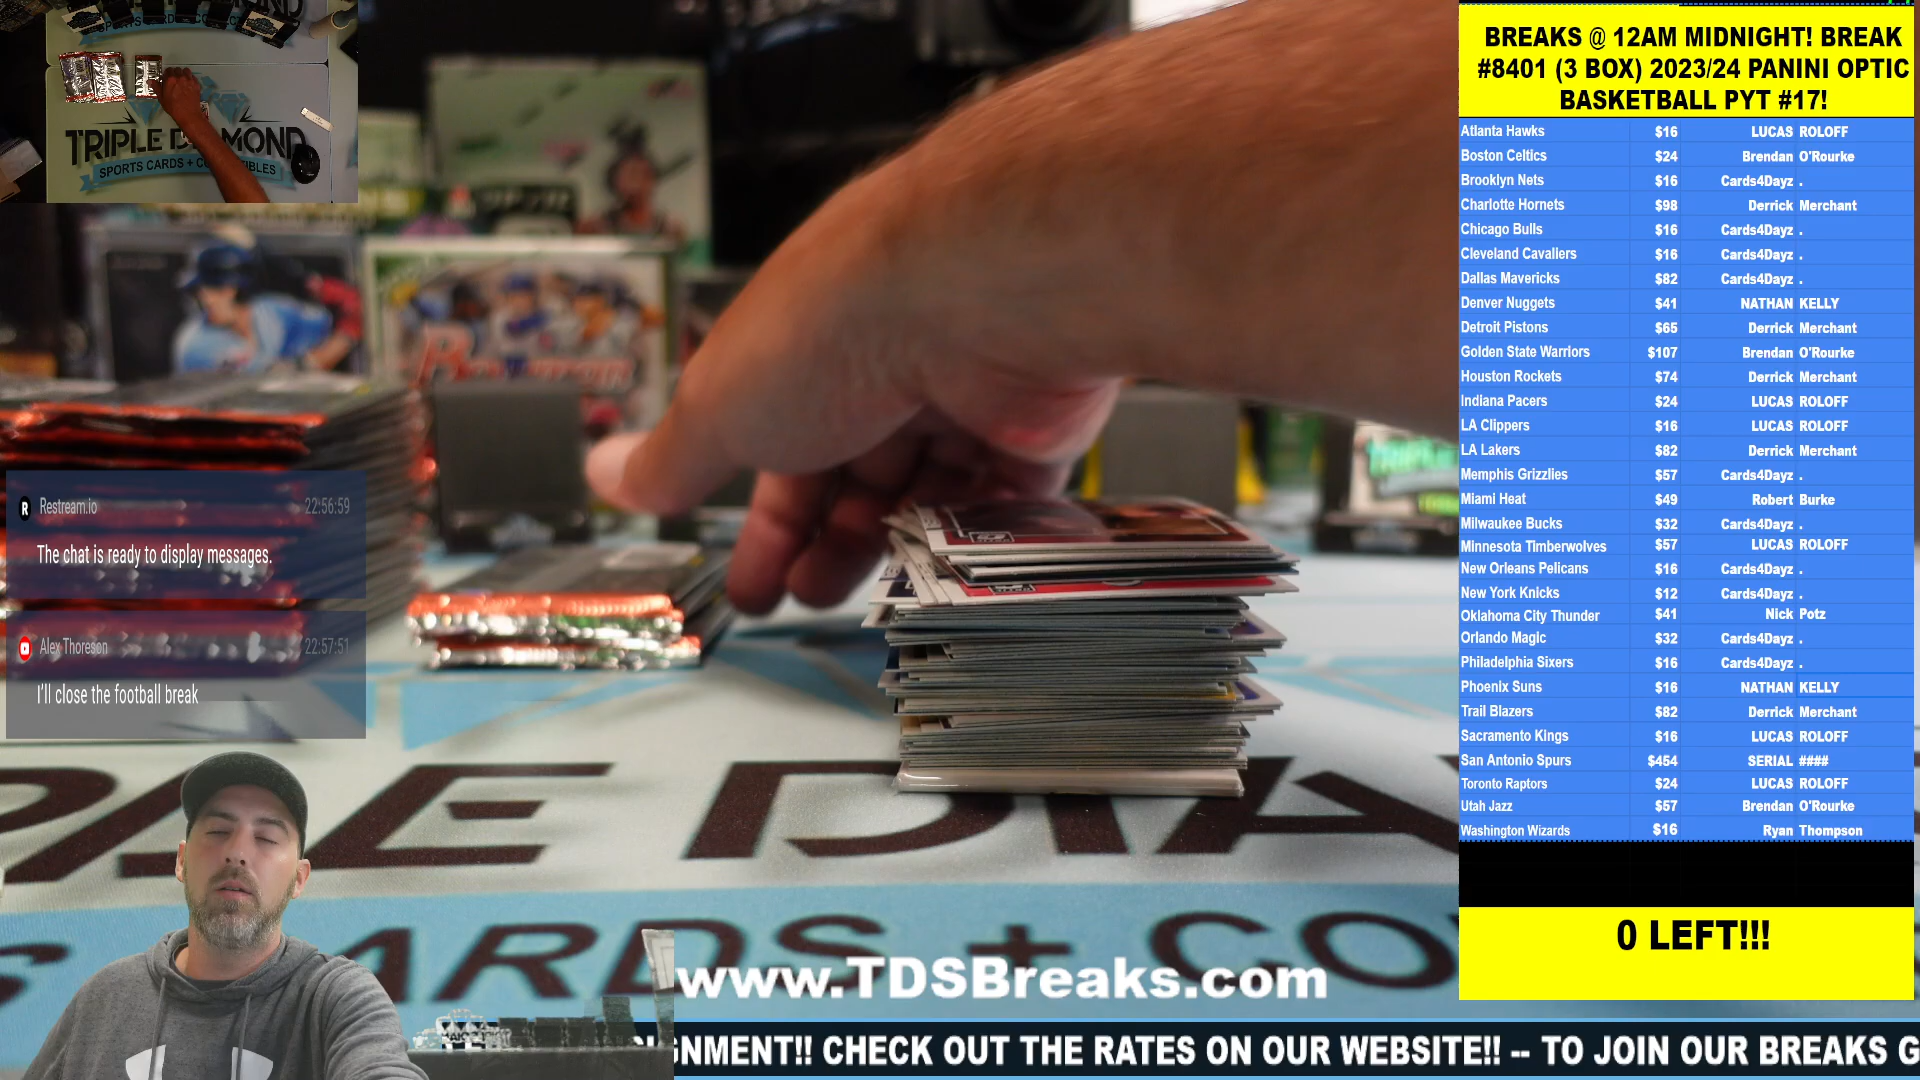 BREAKS @ 12AM MIDNIGHT! BREAK
#8401 (3 BOX) 2023/24 PANINI OPTIC
BASKETBALL PYT #17!
Atlanta Hawks $16 LUCAS ROLOFF
Boston Celtics $24 Brendan O'Rourke
Brooklyn Nets $16 Cards4Dayz .
Charlotte Hornets $98 Derrick Merchant
Chicago Bulls $16 Cards4Dayz .
Cleveland Cavaliers $16 Cards4Dayz .
Dallas Mavericks $82 Cards4Dayz .
Denver Nuggets $41 NATHAN KELLY
Detroit Pistons $65 Derrick Merchant
Golden State Warriors $107 Brendan O'Rourke
Houston Rockets $74 Derrick Merchant
Indiana Pacers $24 LUCAS ROLOFF
LA Clippers $16 LUCAS ROLOFF
LA Lakers $82 Derrick Merchant
Memphis Grizzlies $57 Cards4Dayz .
Miami Heat $49 Robert Burke
Milwaukee Bucks $32 Cards4Dayz .
Minnesota Timberwolves $57 LUCAS ROLOFF
New Orleans Pelicans $16 Cards4Dayz .
New York Knicks $12 Cards4Dayz .
Oklahoma City Thunder $41 Nick Potz
Orlando Magic $32 Cards4Dayz .
Philadelphia Sixers $16 Cards4Dayz .
Phoenix Suns $16 NATHAN KELLY
Trail Blazers $82 Derrick Merchant
Sacramento Kings $16 LUCAS ROLOFF
San Antonio Spurs $454 SERIAL ####
Toronto Raptors $24 LUCAS ROLOFF
Utah Jazz $57 Brendan O'Rourke
Washington Wizards $16 Ryan Thompson
0 LEFT!!!
TRIPLE DIAMOND
SPORTS CARDS +
Bowman
Restream.io 22:56:59
The chat is ready to display messages.
Alex Thoreson 22:57:51
I'll close the football break
PLE DIA
CARDS + CO
www.TDSBreaks.com
GNMENT!! CHECK OUT THE RATES ON OUR WEBSITE!! -- TO JOIN OUR BREAKS G